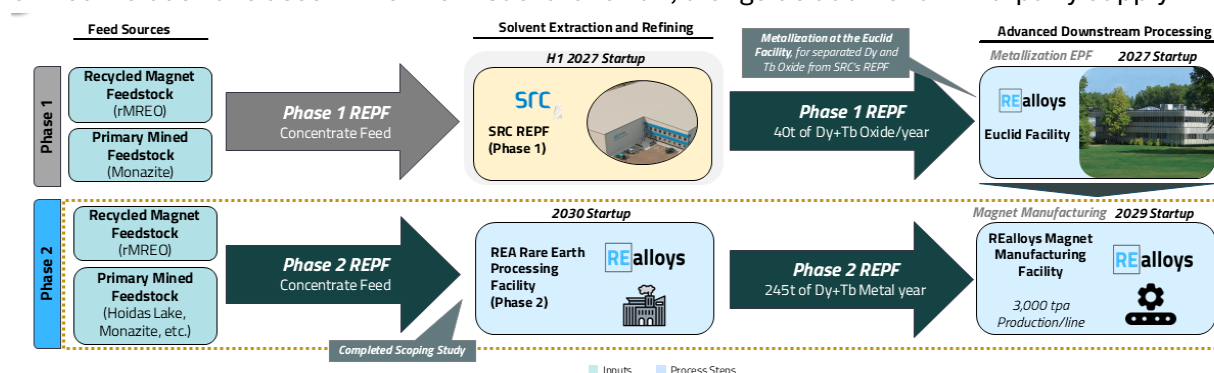 Feed Sources
Solvent Extraction and Refining
Advanced Downstream Processing
Phase 1
Recycled Magnet
Feedstock
(rMREO)
Primary Mined
Feedstock
(Monazite)
Phase 1 REPF
Concentrate Feed
H1 2027 Startup
src
SRC REPF
(Phase 1)
Metallization at the Euclid
Facility, for separated Dy and
Tb Oxide from SRC's REPF
Phase 1 REPF
40t of Dy+Tb Oxide/year
Metallization EPF
2027 Startup
REalloys
Euclid Facility
Phase 2
Recycled Magnet
Feedstock
(rMREO)
Primary Mined
Feedstock
(Hoidas Lake,
Monazite, etc.)
Phase 2 REPF
Concentrate Feed
Completed Scoping Study
2030 Startup
REA Rare Earth
Processing
Facility
(Phase 2)
REalloys
Phase 2 REPF
245t of Dy+Tb Metal year
Magnet Manufacturing
2029 Startup
REalloys Magnet
Manufacturing
Facility
3,000 tpa
Production/line
REalloys
Inputs
Process Steps